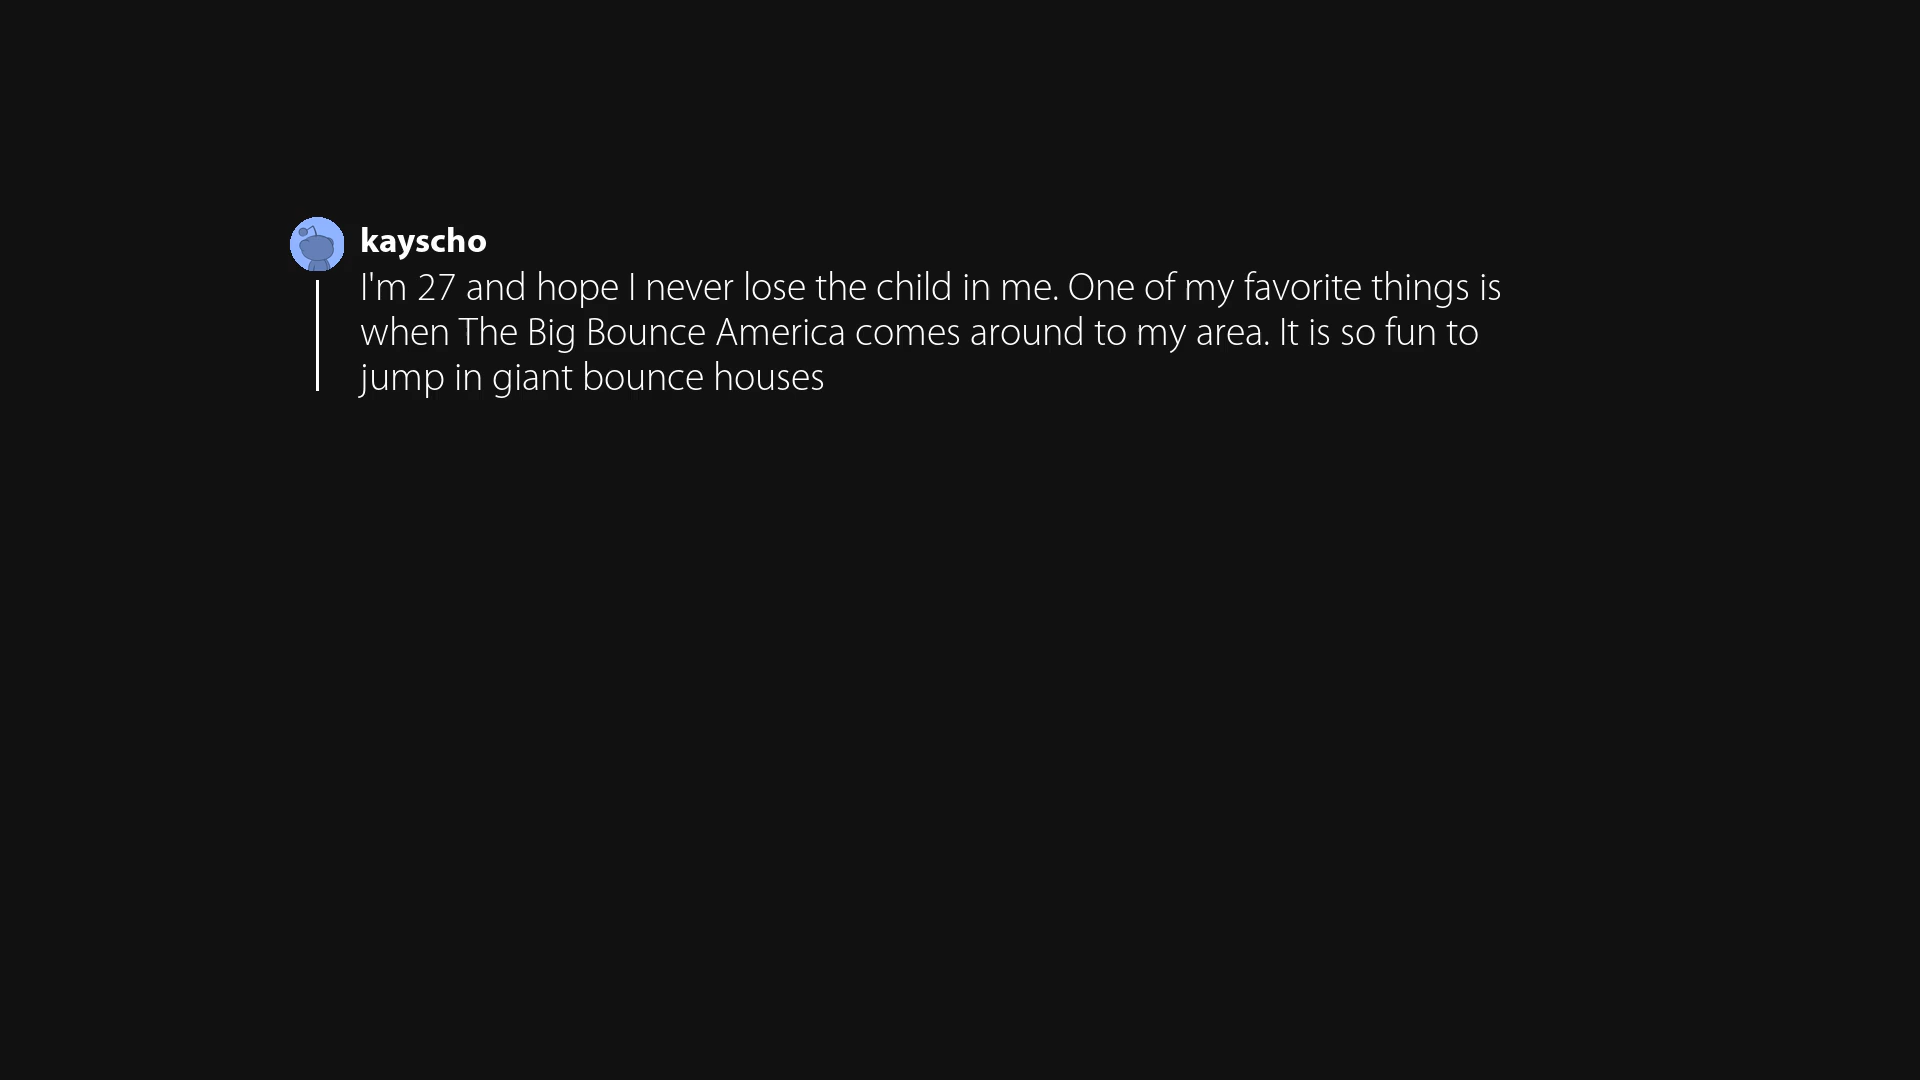 kayscho
I'm 27 and hope I never lose the child in me. One of my favorite things is
when The Big Bounce America comes around to my area. It is so fun to
jump in giant bounce houses